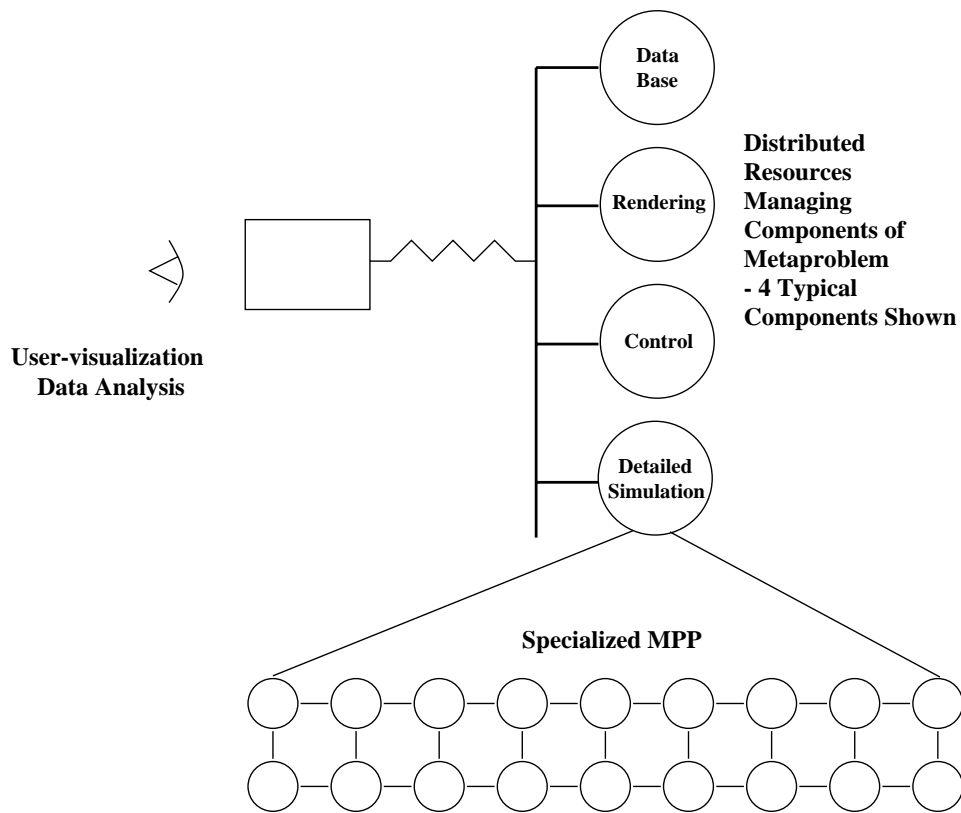 Data
Base
Rendering
Control
Detailed
Simulation
Distributed
Resources
Managing
Components of
Metaproblem
- 4 Typical
Components Shown
User-visualization
Data Analysis
Specialized MPP